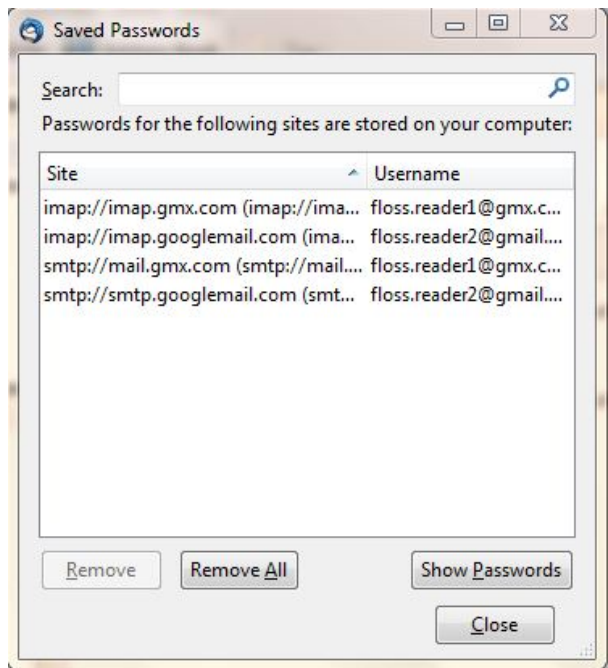 Saved Passwords
Search:
Passwords for the following sites are stored on your computer:
Site Username
imap://imap.gmx.com (imap://ima... floss.reader1@gmx.c...
imap://imap.googlemail.com (ima... floss.reader2@gmail....
smtp://mail.gmx.com (smtp://mail.... floss.reader1@gmx.c...
smtp://smtp.googlemail.com (smt... floss.reader2@gmail....
Remove Remove All Show Passwords
Close